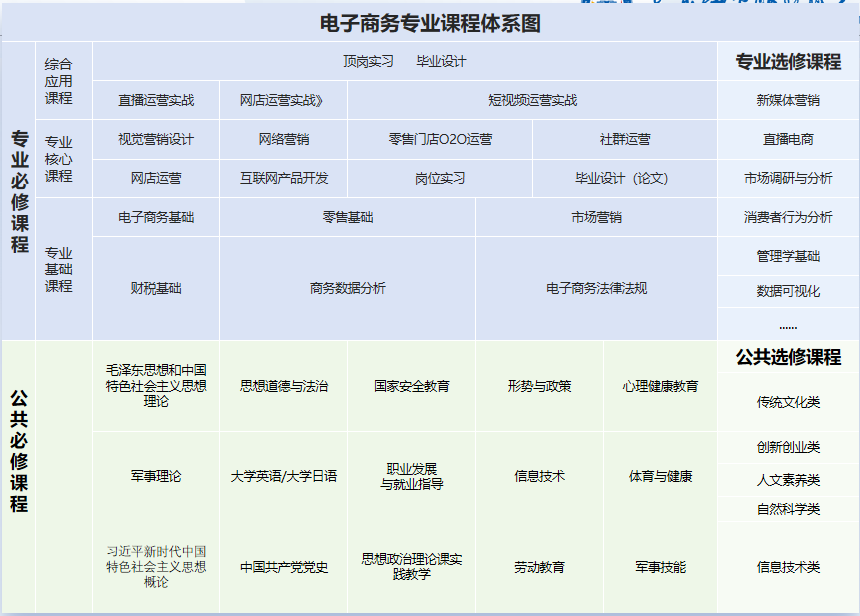 电子商务专业课程体系图
专业必修课程
综合
应用
课程
顶岗实习 毕业设计
专业选修课程
直播运营实战
网店运营实战》
短视频运营实战
新媒体营销
专业
核心
课程
视觉营销设计
网络营销
零售门店O2O运营
社群运营
直播电商
网店运营
互联网产品开发
岗位实习
毕业设计（论文）
市场调研与分析
专业
基础
课程
电子商务基础
零售基础
市场营销
消费者行为分析
财税基础
商务数据分析
电子商务法律法规
管理学基础
数据可视化
......
公共必修课程
毛泽东思想和中国
特色社会主义思想
理论
思想道德与法治
国家安全教育
形势与政策
心理健康教育
公共选修课程
传统文化类
军事理论
大学英语/大学日语
职业发展
与就业指导
信息技术
体育与健康
创新创业类
人文素养类
自然科学类
习近平新时代中国
特色社会主义思想
概论
中国共产党党史
思想政治理论课实
践教学
劳动教育
军事技能
信息技术类